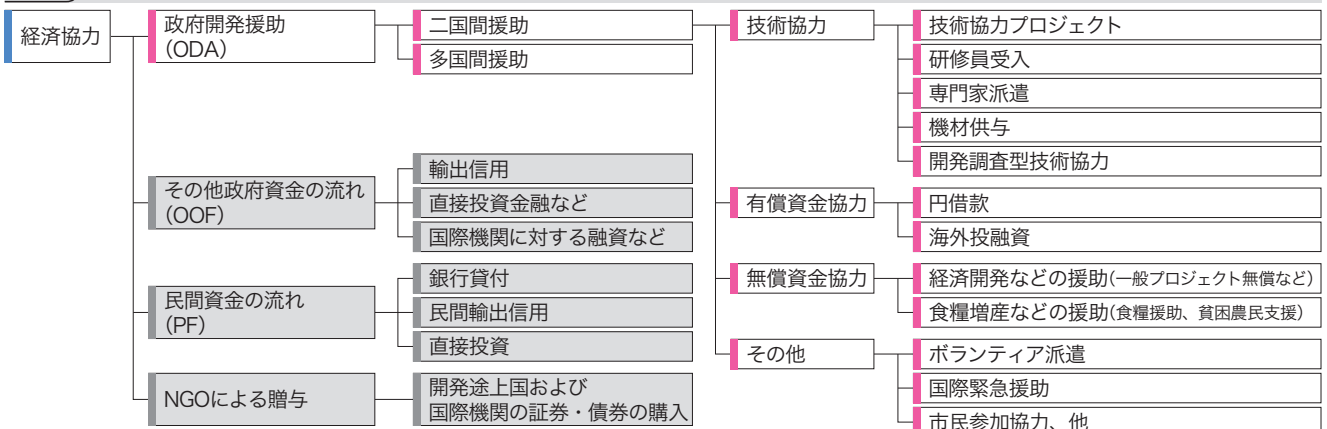 経済協力
政府開発援助
(ODA)
二国間援助
多国間援助
技術協力
技術協力プロジェクト
研修員受入
専門家派遣
機材供与
開発調査型技術協力
有償資金協力
円借款
海外投融資
無償資金協力
経済開発などの援助(一般プロジェクト無償など)
食糧増産などの援助(食糧援助、貧困農民支援)
その他
ボランティア派遣
国際緊急援助
市民参加協力、他
その他政府資金の流れ
(OOF)
輸出信用
直接投資金融など
国際機関に対する融資など
民間資金の流れ
(PF)
銀行貸付
民間輸出信用
直接投資
NGOによる贈与
開発途上国および
国際機関の証券・債券の購入